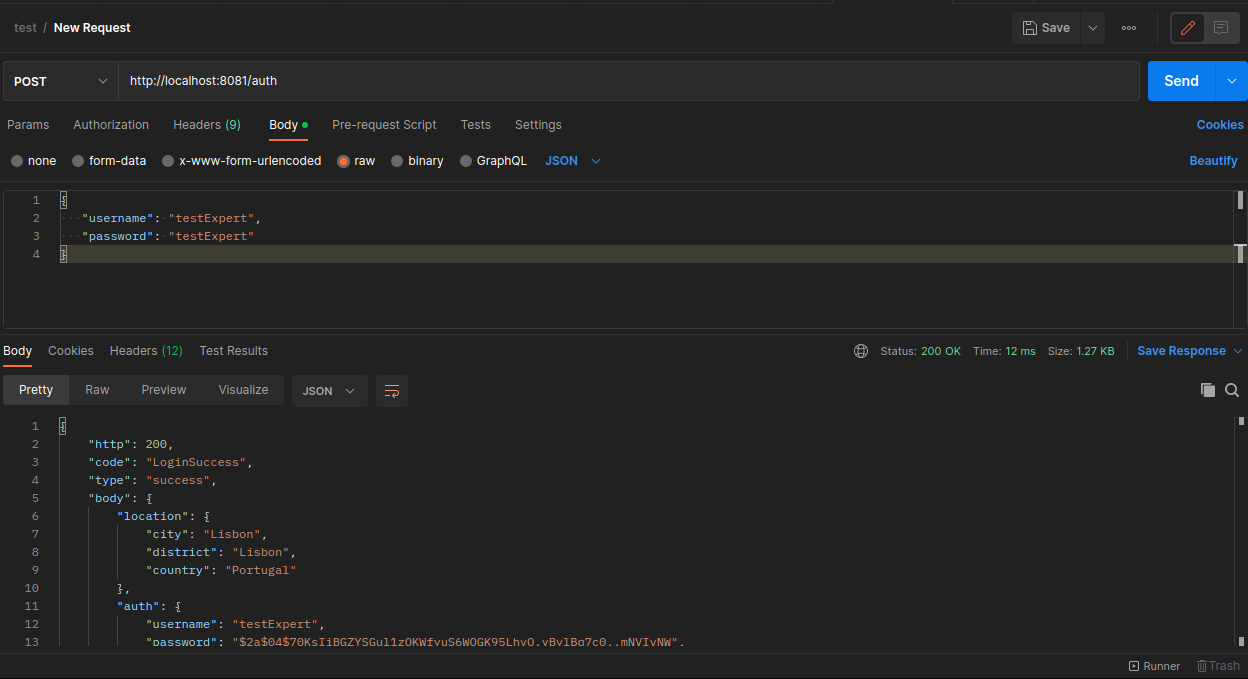 test / New Request
Save
POST http://localhost:8081/auth Send
Params Authorization Headers (9) Body Pre-request Script Tests Settings Cookies
none form-data x-www-form-urlencoded raw binary GraphQL JSON Beautify
1 {
2 "username": "testExpert",
3 "password": "testExpert"
4 }
Body Cookies Headers (12) Test Results Status: 200 OK Time: 12 ms Size: 1.27 KB Save Response
Pretty Raw Preview Visualize JSON
1 {
2 "http": 200,
3 "code": "LoginSuccess",
4 "type": "success",
5 "body": {
6 "location": {
7 "city": "Lisbon",
8 "district": "Lisbon",
9 "country": "Portugal"
10 },
11 "auth": {
12 "username": "testExpert",
13 "password":
Runner Trash